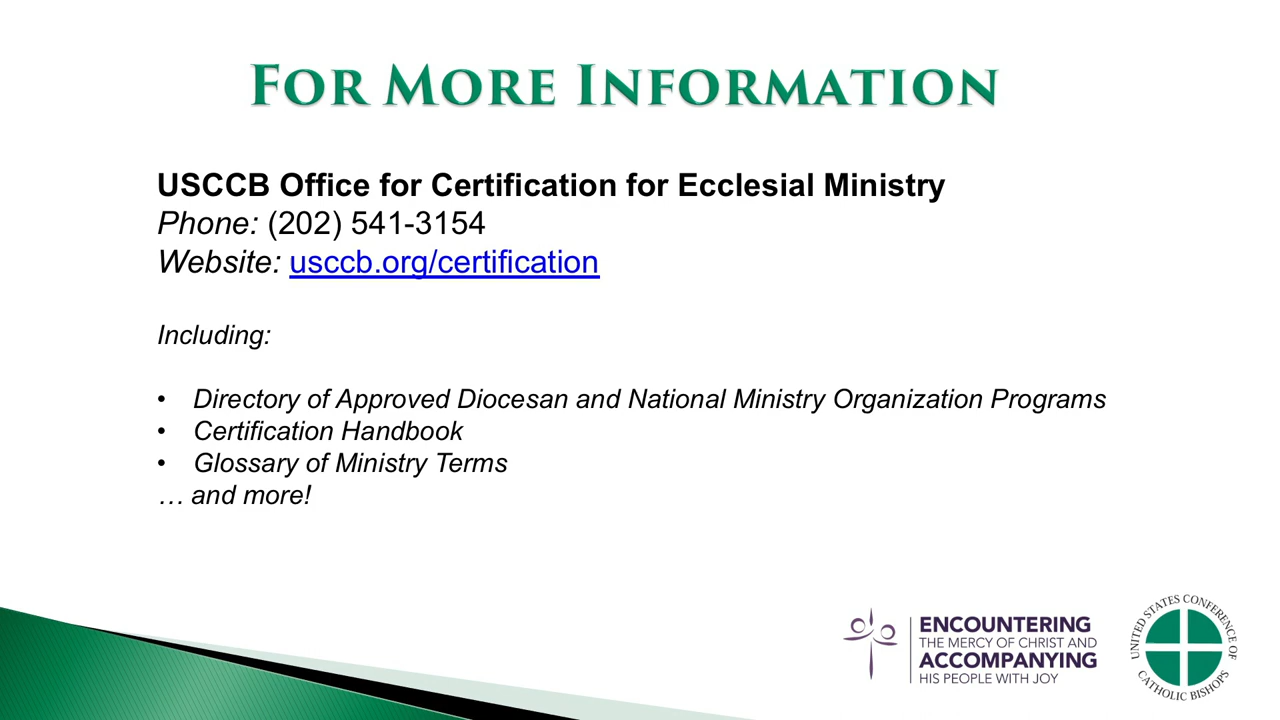 FOR MORE INFORMATION
USCCB Office for Certification for Ecclesial Ministry
Phone: (202) 541-3154
Website: usccb.org/certification
Including:
• Directory of Approved Diocesan and National Ministry Organization Programs
• Certification Handbook
• Glossary of Ministry Terms
… and more!
ENCOUNTERING
THE MERCY OF CHRIST AND
ACCOMPANYING
HIS PEOPLE WITH JOY
UNITED STATES CONFERENCE OF
CATHOLIC BISHOPS